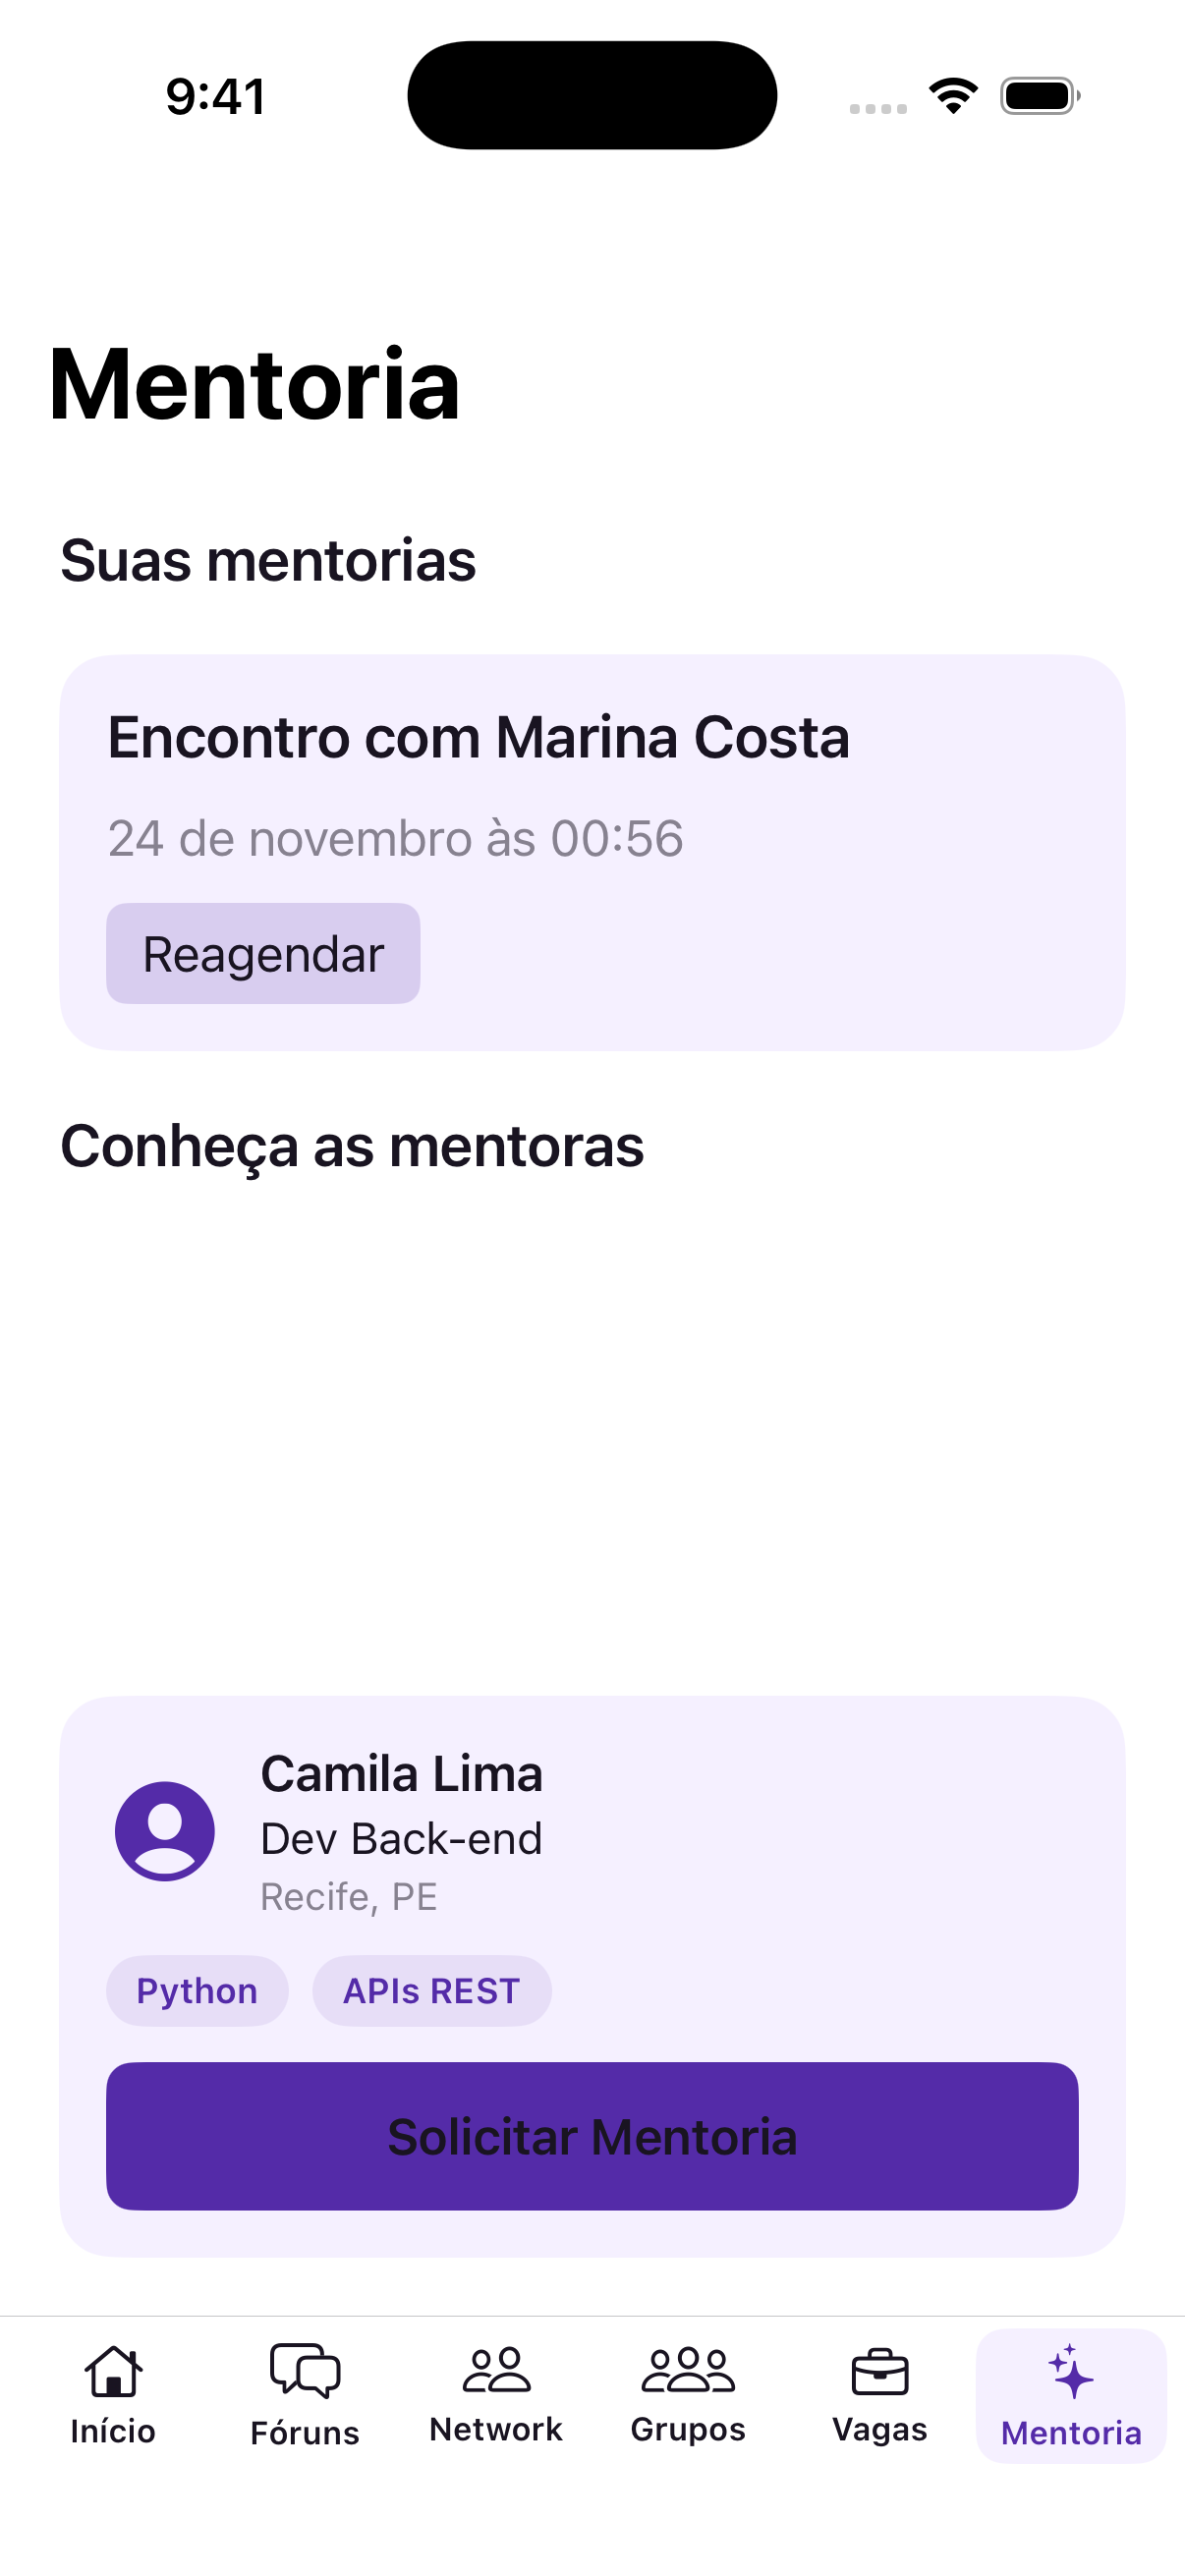 9:41
Mentoria
Suas mentorias
Encontro com Marina Costa
24 de novembro às 00:56
Reagendar
Conheça as mentoras
Camila Lima
Dev Back-end
Recife, PE
Python
APIs REST
Solicitar Mentoria
Início
Fóruns
Network
Grupos
Vagas
Mentoria